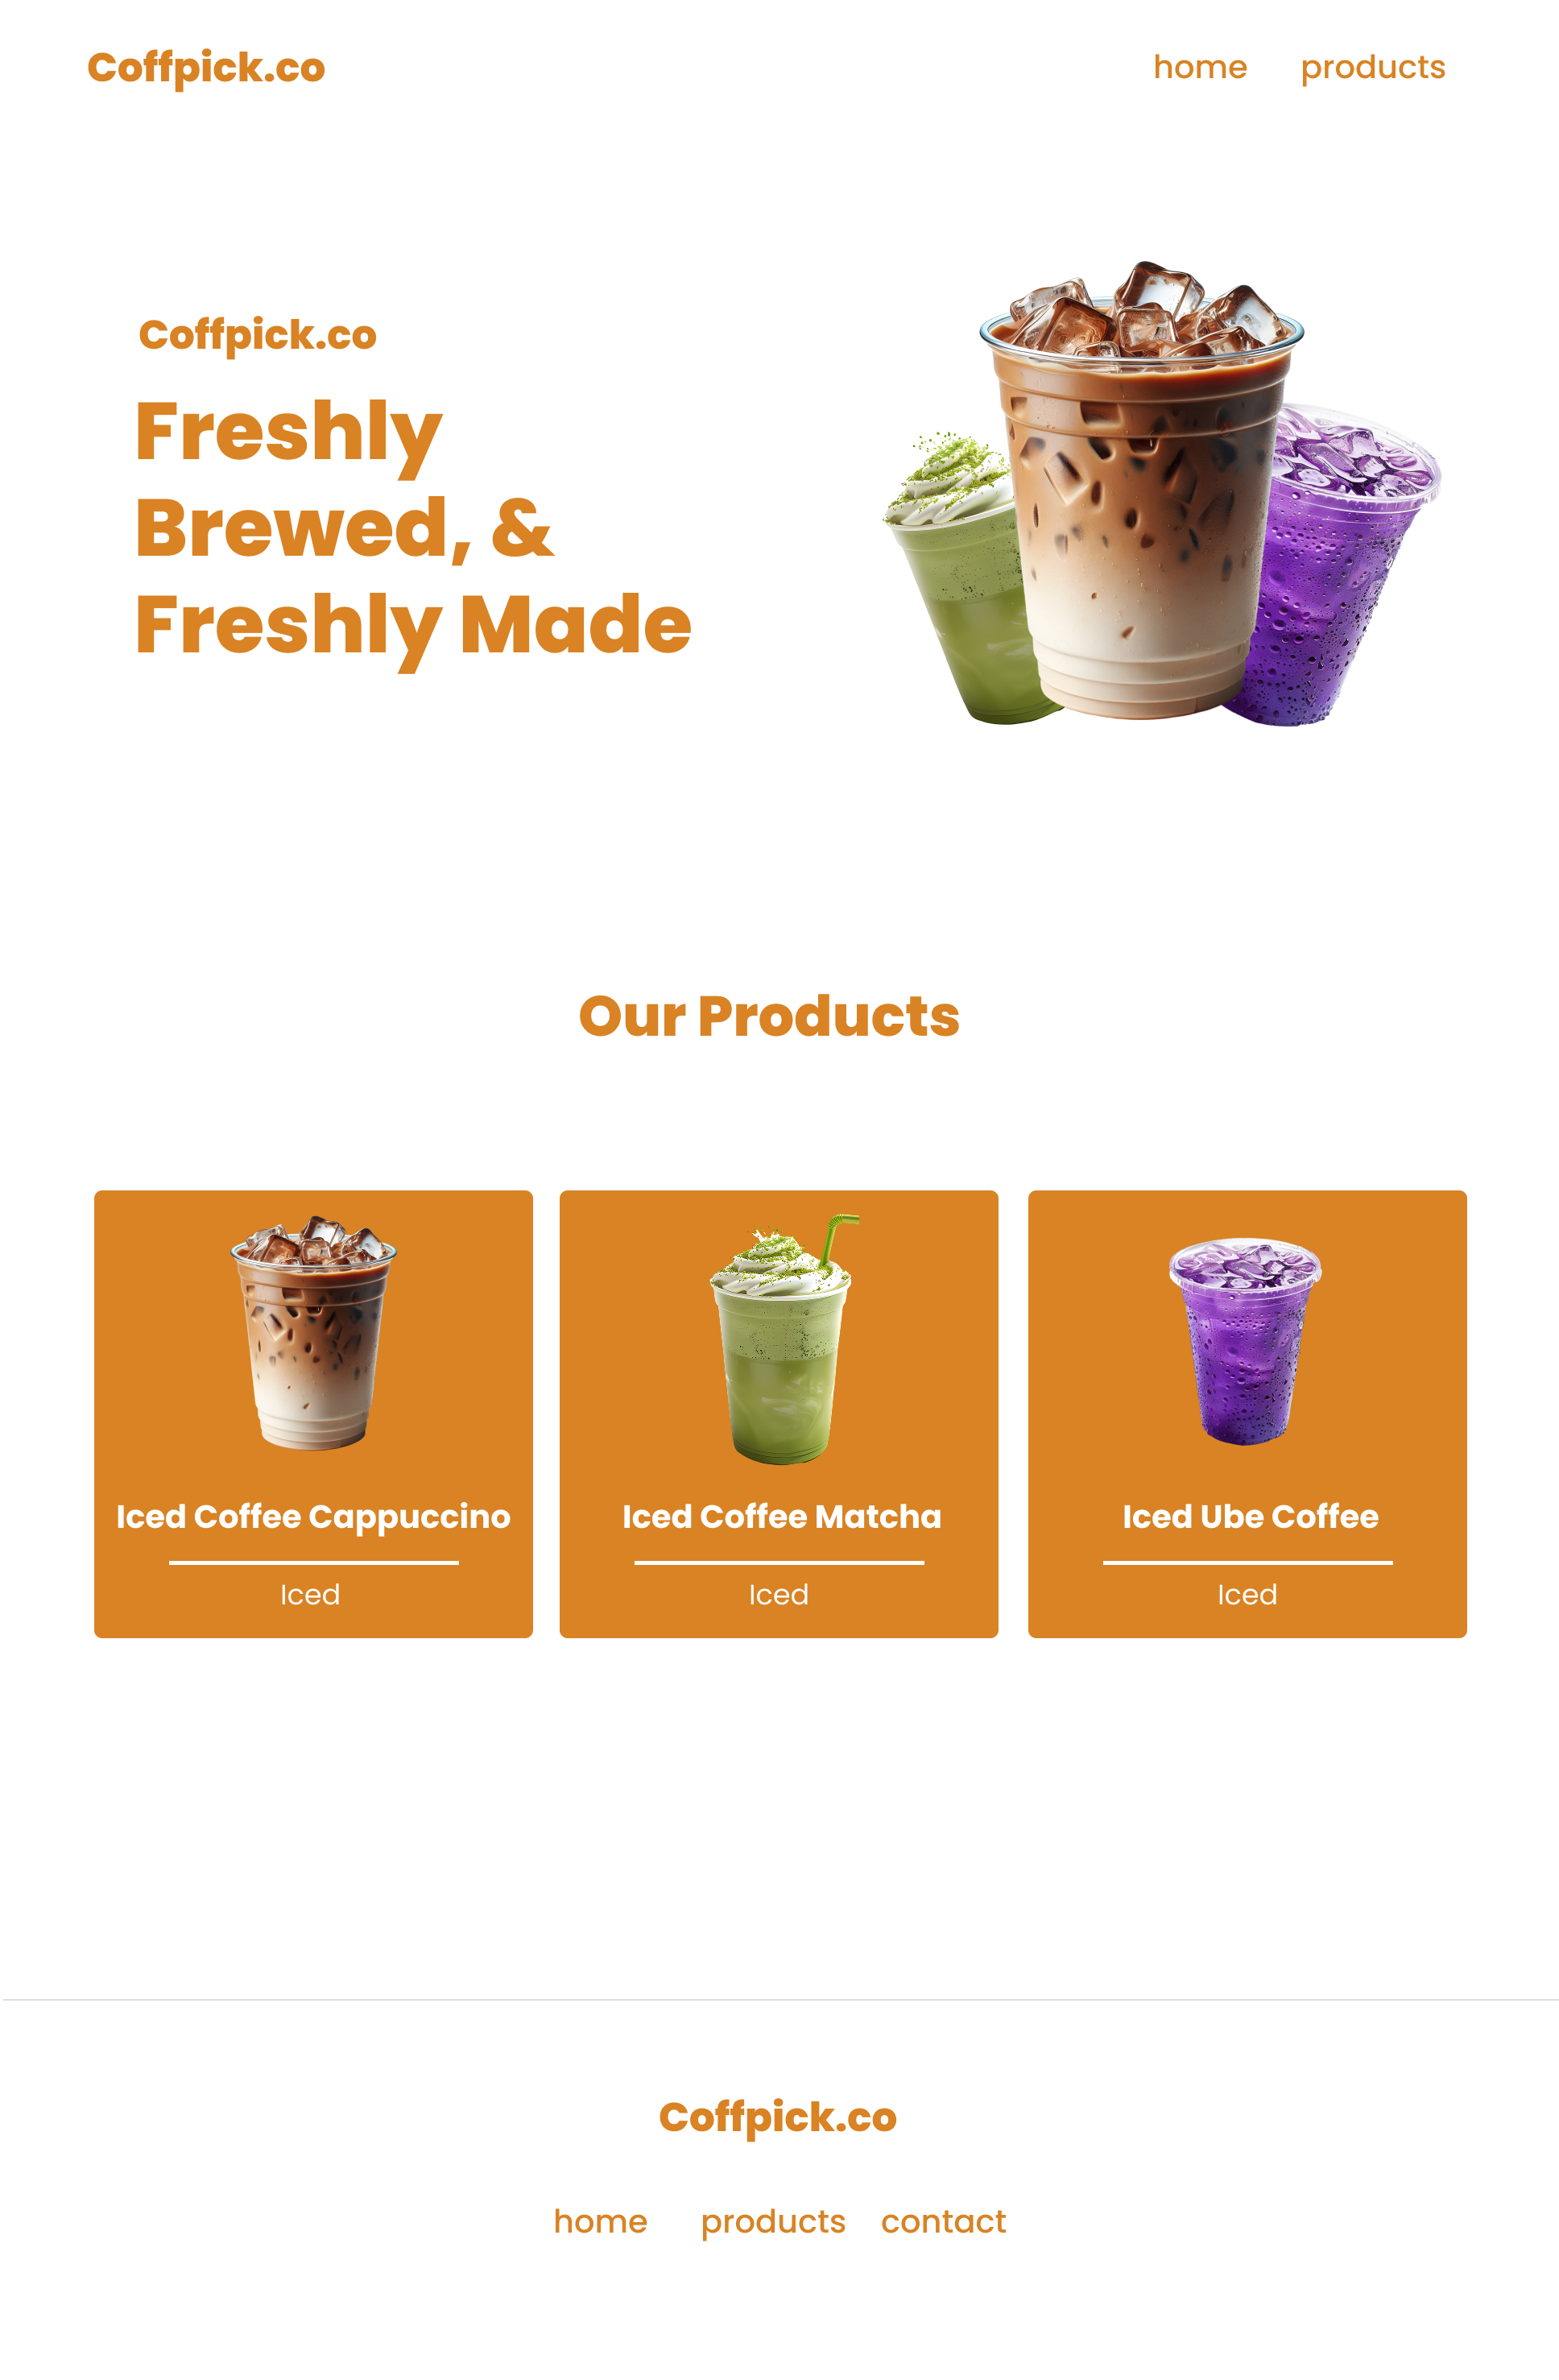 Coffpick.co
home products
Coffpick.co
Freshly
Brewed, &
Freshly Made
Our Products
Iced Coffee Cappuccino
Iced
Iced Coffee Matcha
Iced
Iced Ube Coffee
Iced
Coffpick.co
home products contact